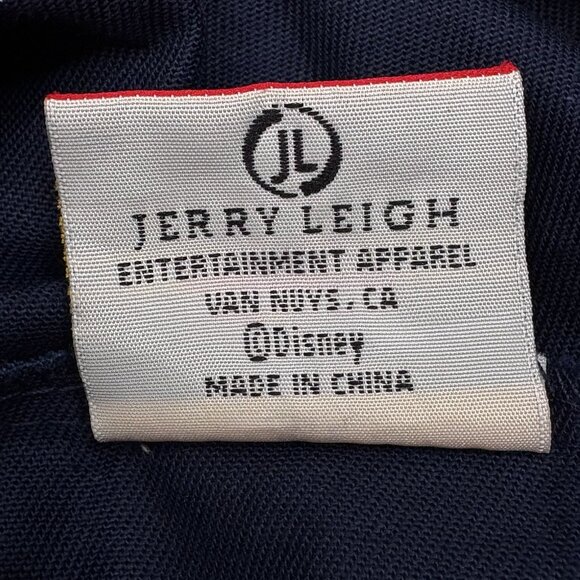 JL
JERRY LEIGH
ENTERTAINMENT APPAREL
VAN NUYS, CA
©Disney
MADE IN CHINA